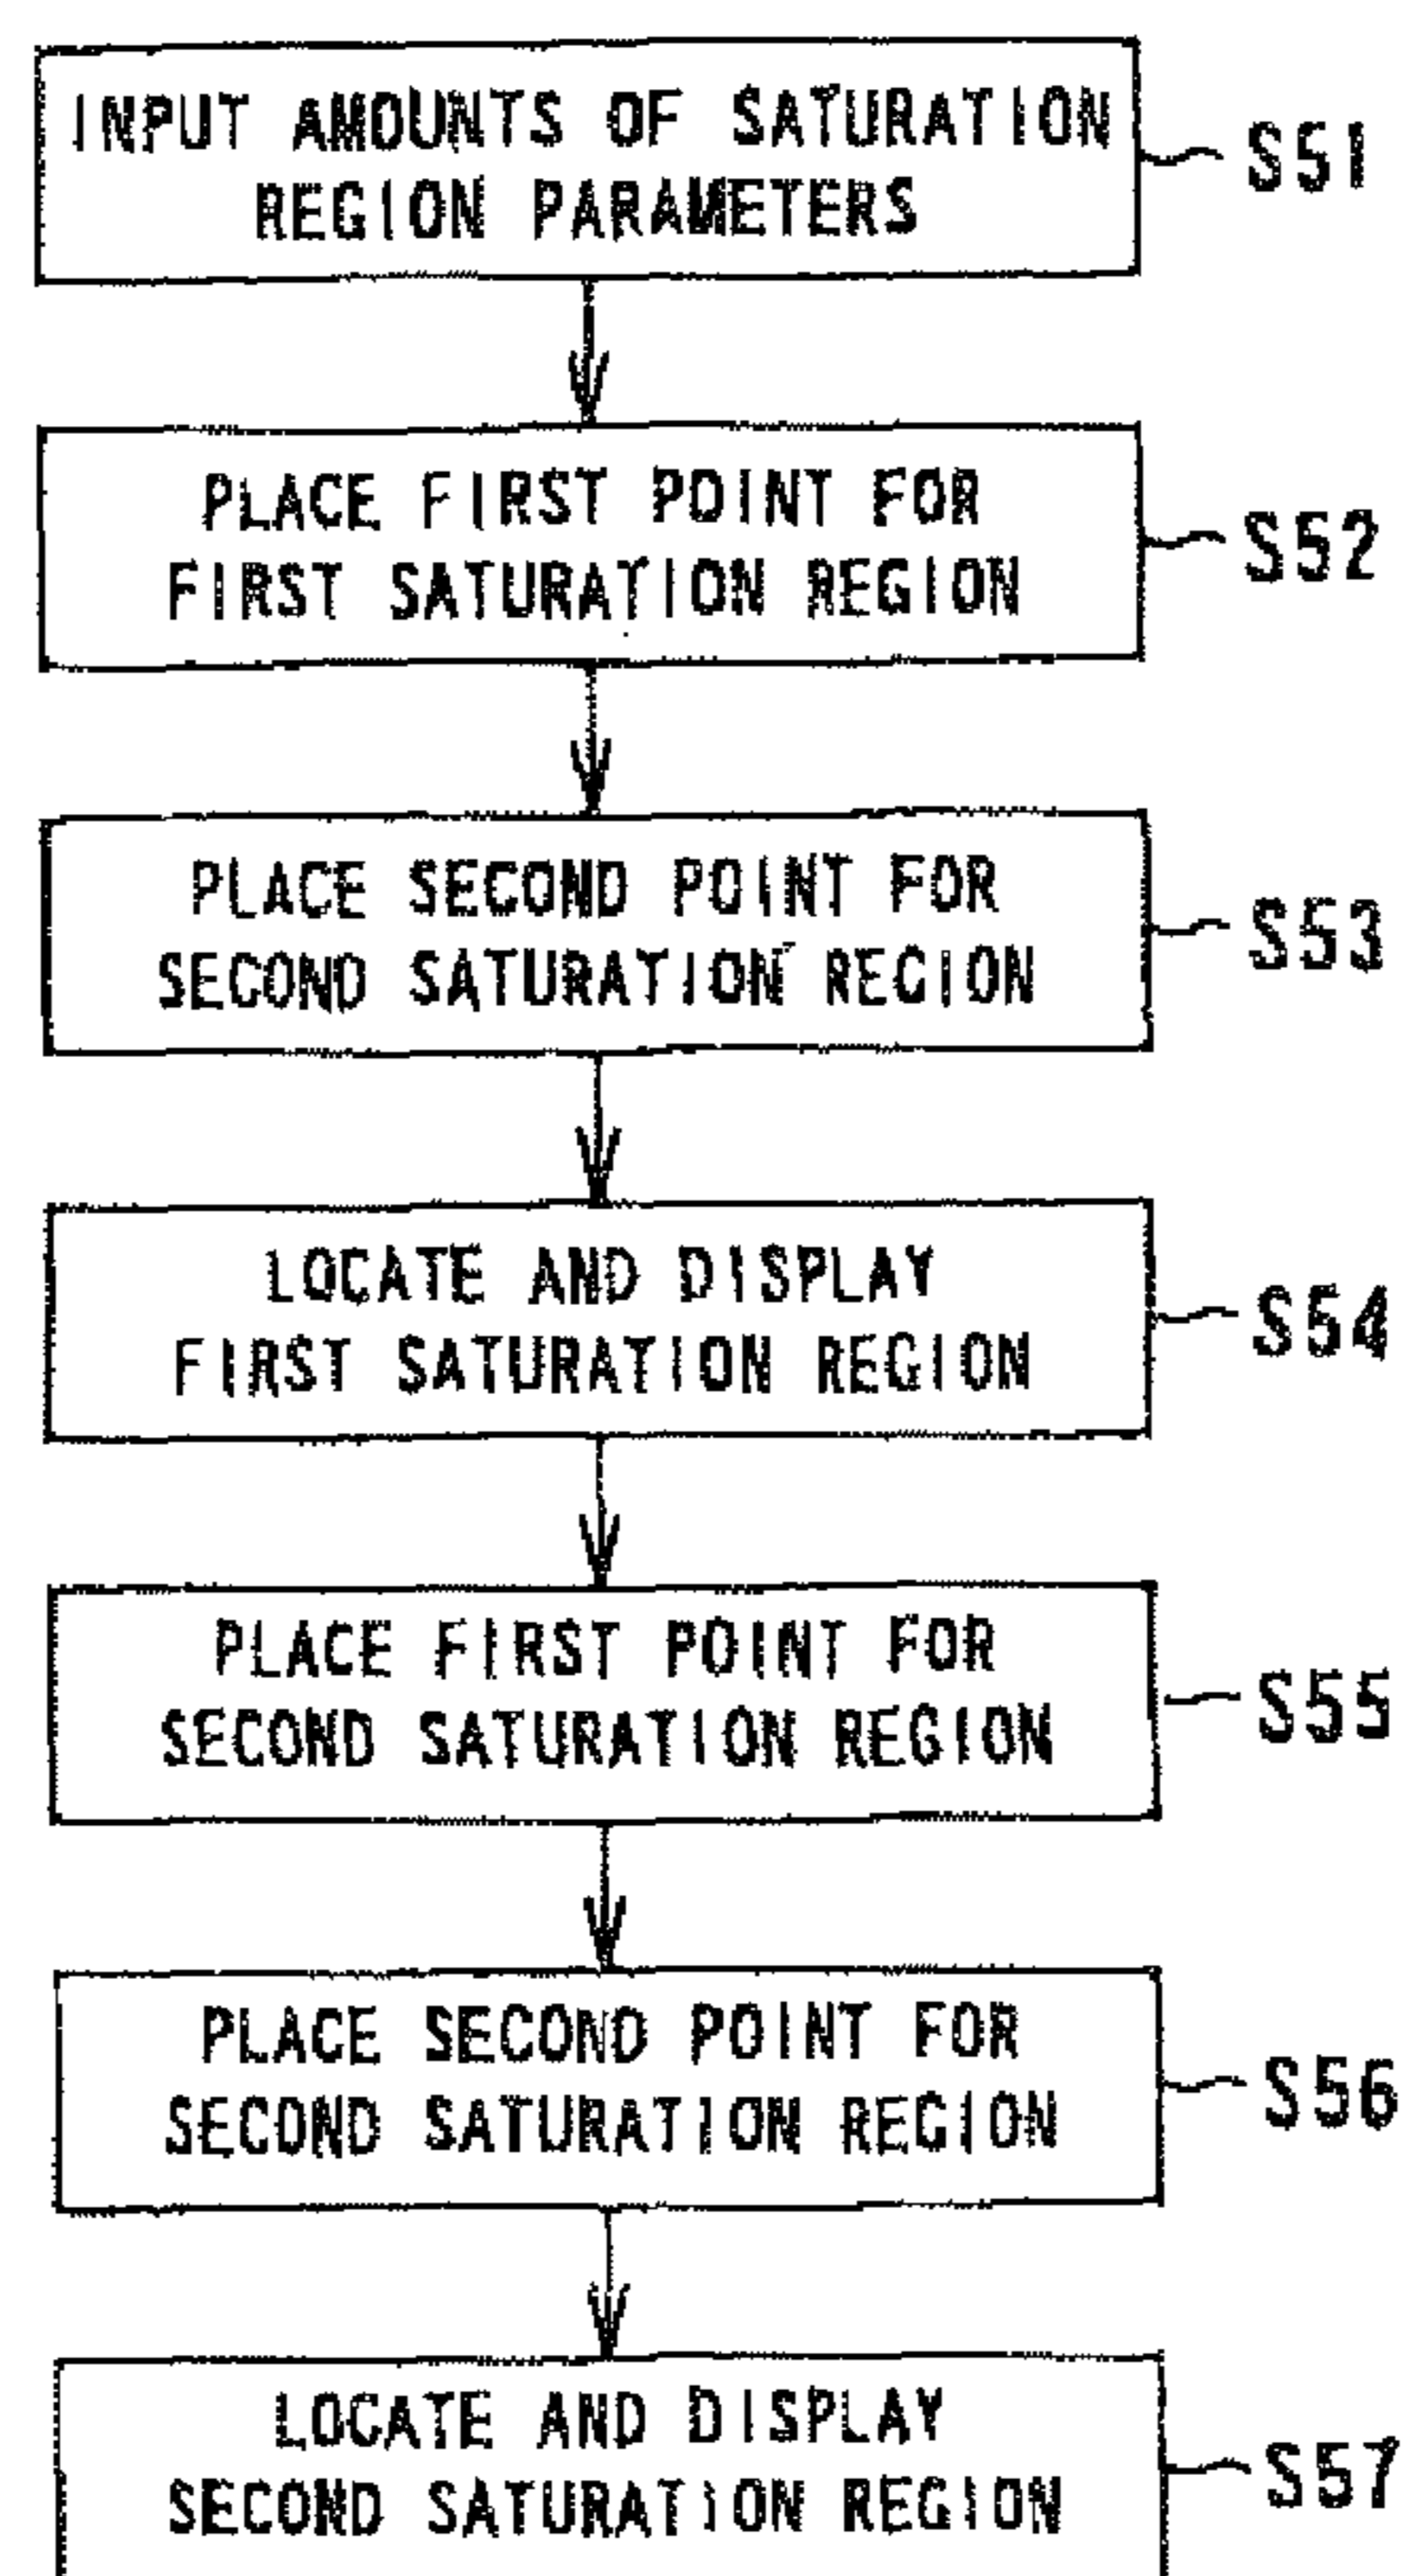 INPUT AMOUNTS OF SATURATION
REGION PARAMETERS
S51
PLACE FIRST POINT FOR
FIRST SATURATION REGION
S52
PLACE SECOND POINT FOR
SECOND SATURATION REGION
S53
LOCATE AND DISPLAY
FIRST SATURATION REGION
S54
PLACE FIRST POINT FOR
SECOND SATURATION REGION
S55
PLACE SECOND POINT FOR
SECOND SATURATION REGION
S56
LOCATE AND DISPLAY
SECOND SATURATION REGION
S57